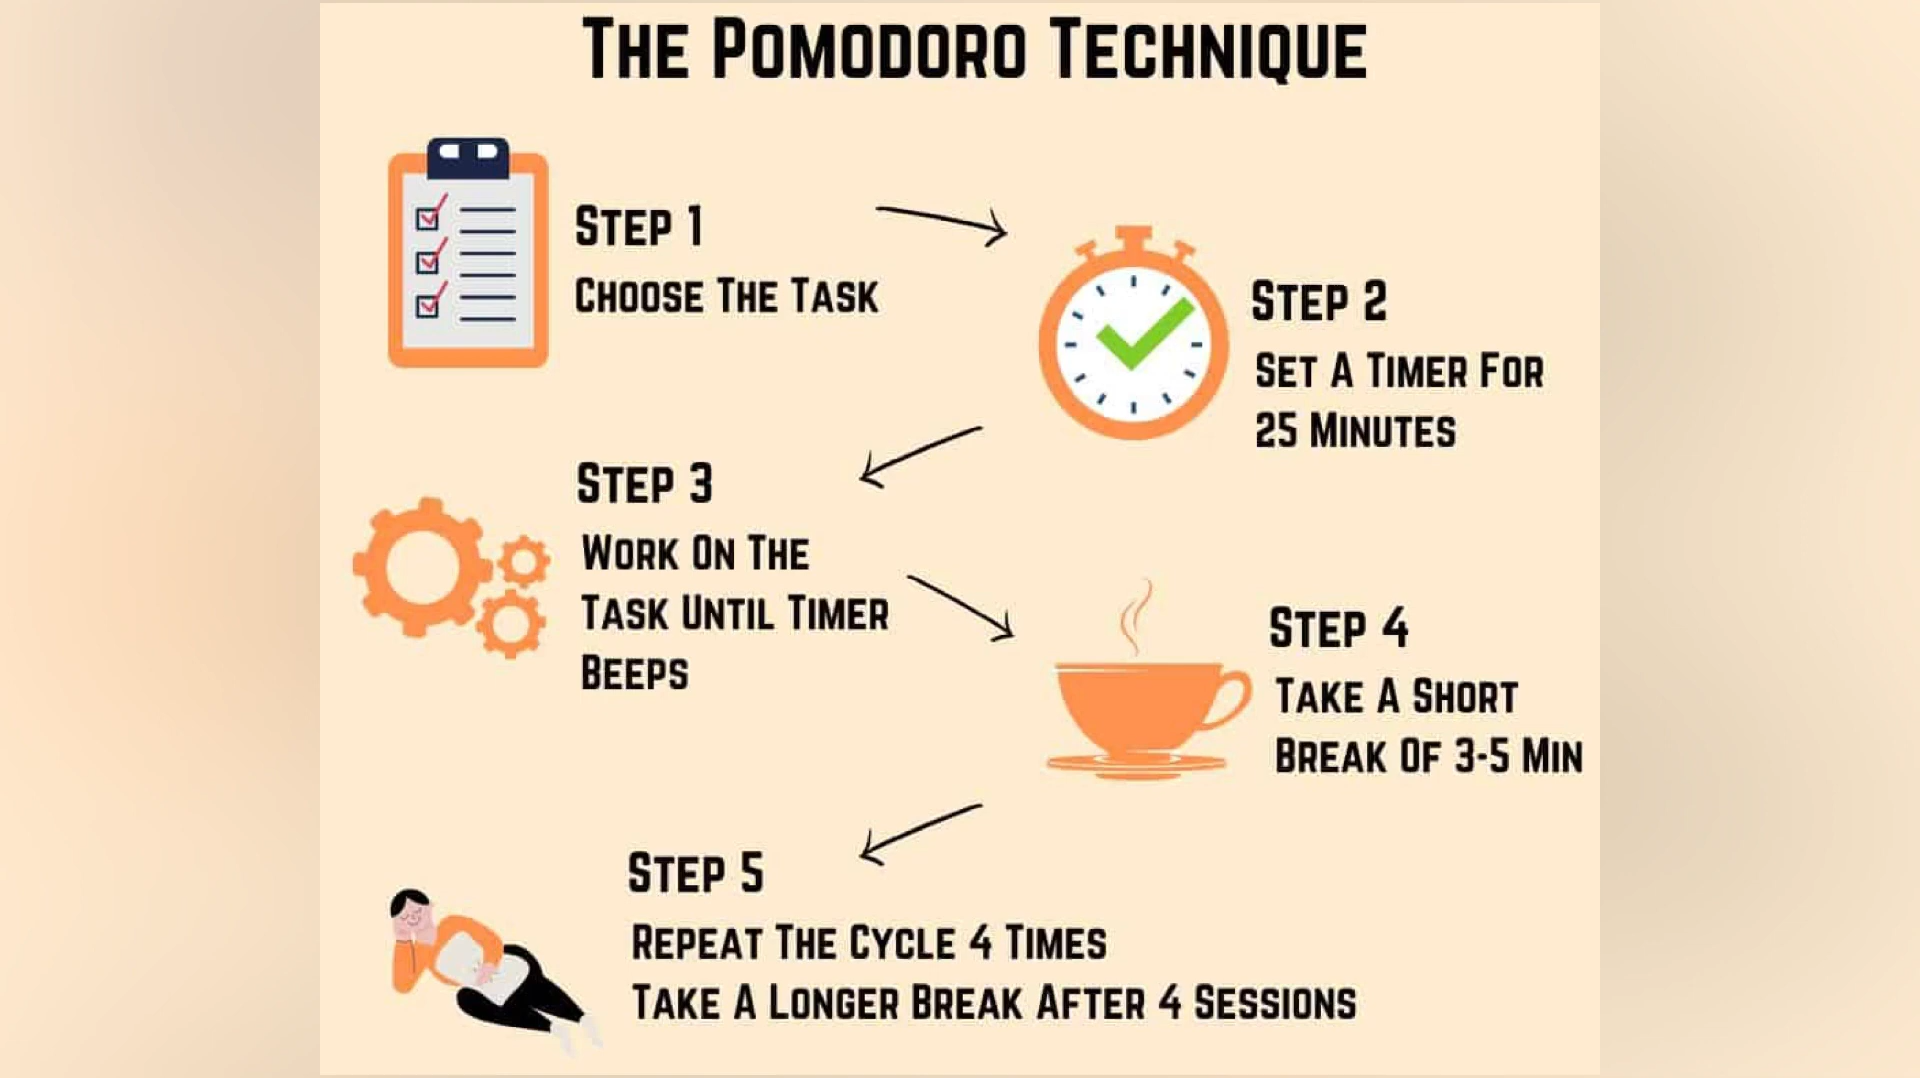 The Pomodoro Technique
Step 1
Choose The Task
Step 2
Set A Timer For
25 Minutes
Step 3
Work On The
Task Until Timer
Beeps
Step 4
Take A Short
Break Of 3-5 Min
Step 5
Repeat The Cycle 4 Times
Take A Longer Break After 4 Sessions